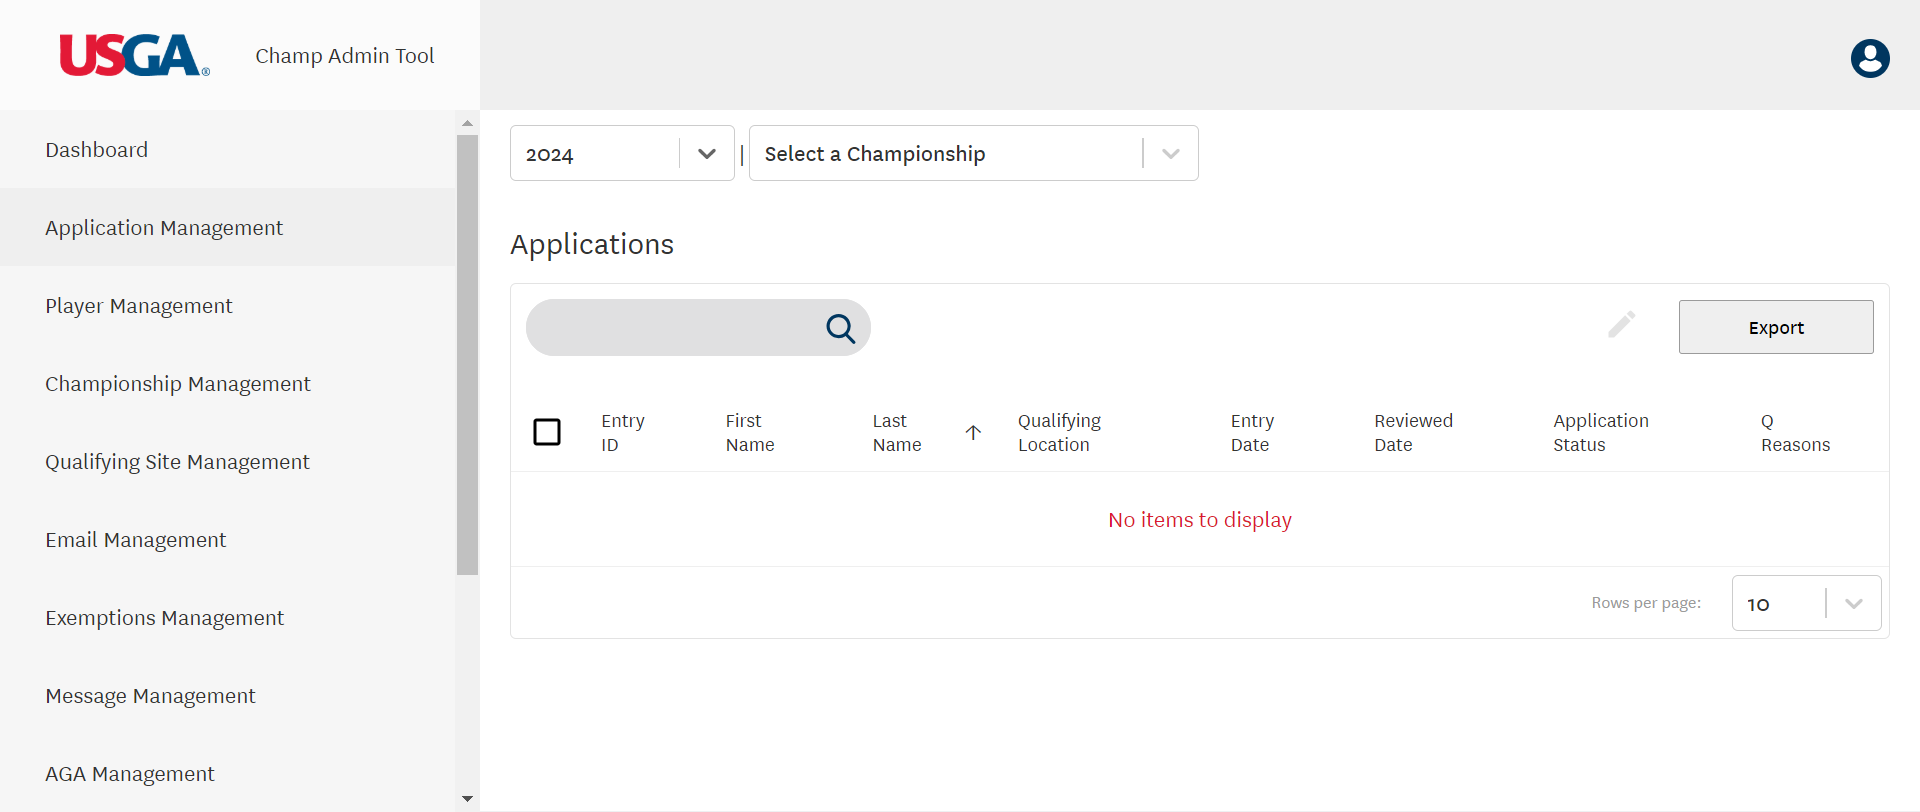 USGA®
Champ Admin Tool
Dashboard
Application Management
Player Management
Championship Management
Qualifying Site Management
Email Management
Exemptions Management
Message Management
AGA Management
2024 | Select a Championship
Applications
Export
Entry ID
First Name
Last Name
Qualifying Location
Entry Date
Reviewed Date
Application Status
Q Reasons
No items to display
Rows per page: 10